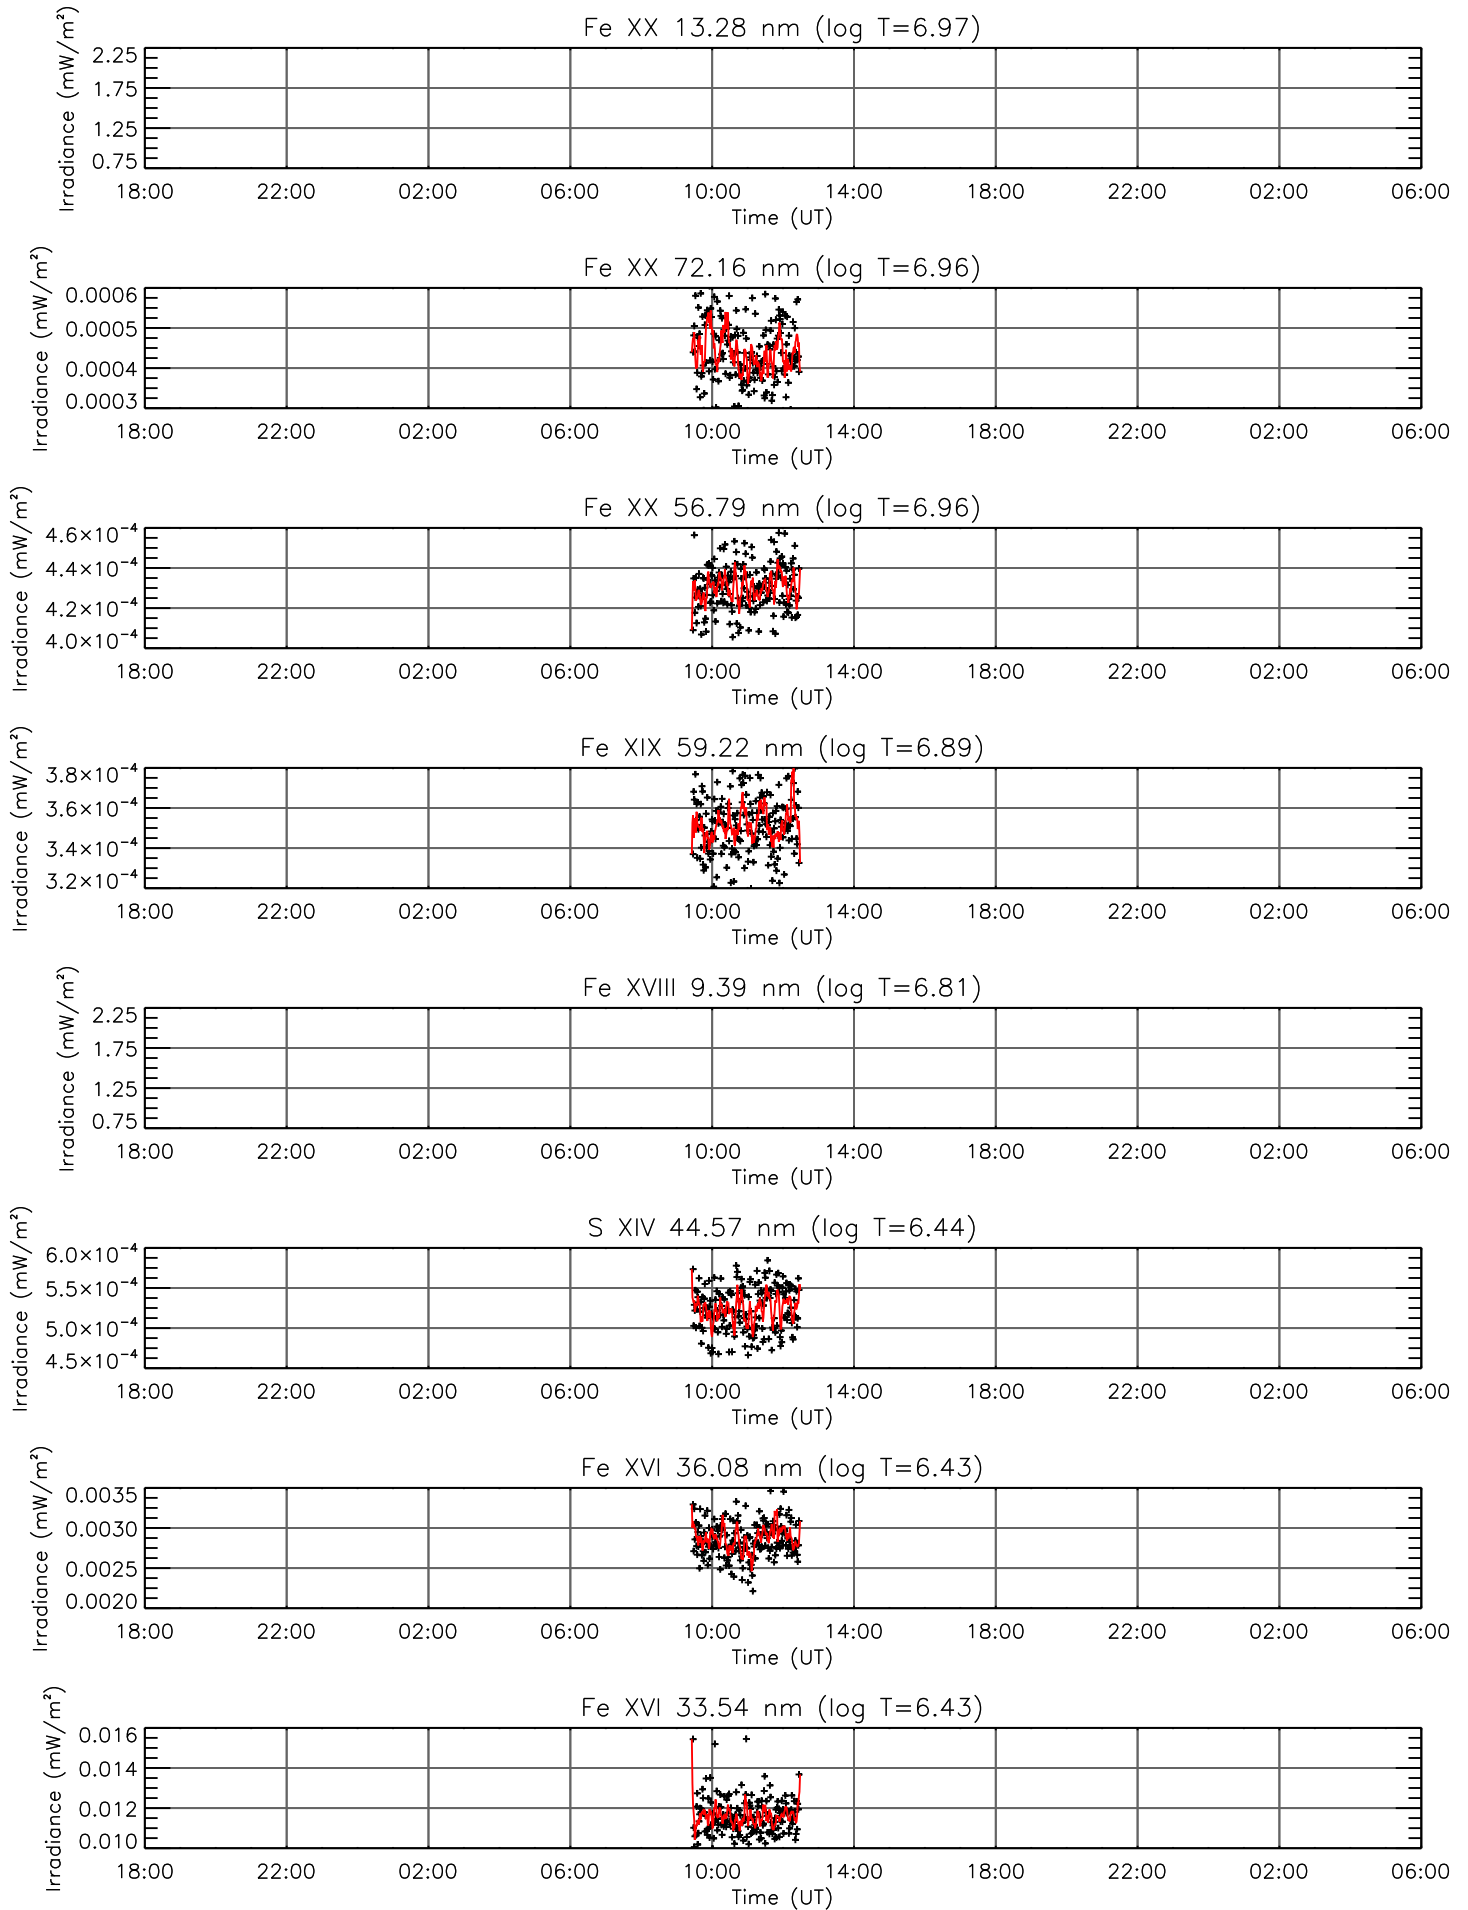 Fe XX 13.28 nm (log T=6.97)
Irradiance (mW/m²)
2.25
1.75
1.25
0.75
18:00 22:00 02:00 06:00 10:00 14:00 18:00 22:00 02:00 06:00
Time (UT)
Fe XX 72.16 nm (log T=6.96)
Irradiance (mW/m²)
0.0006
0.0005
0.0004
0.0003
18:00 22:00 02:00 06:00 10:00 14:00 18:00 22:00 02:00 06:00
Time (UT)
Fe XX 56.79 nm (log T=6.96)
Irradiance (mW/m²)
4.6×10⁻⁴
4.4×10⁻⁴
4.2×10⁻⁴
4.0×10⁻⁴
18:00 22:00 02:00 06:00 10:00 14:00 18:00 22:00 02:00 06:00
Time (UT)
Fe XIX 59.22 nm (log T=6.89)
Irradiance (mW/m²)
3.8×10⁻⁴
3.6×10⁻⁴
3.4×10⁻⁴
3.2×10⁻⁴
18:00 22:00 02:00 06:00 10:00 14:00 18:00 22:00 02:00 06:00
Time (UT)
Fe XVIII 9.39 nm (log T=6.81)
Irradiance (mW/m²)
2.25
1.75
1.25
0.75
18:00 22:00 02:00 06:00 10:00 14:00 18:00 22:00 02:00 06:00
Time (UT)
S XIV 44.57 nm (log T=6.44)
Irradiance (mW/m²)
6.0×10⁻⁴
5.5×10⁻⁴
5.0×10⁻⁴
4.5×10⁻⁴
18:00 22:00 02:00 06:00 10:00 14:00 18:00 22:00 02:00 06:00
Time (UT)
Fe XVI 36.08 nm (log T=6.43)
Irradiance (mW/m²)
0.0035
0.0030
0.0025
0.0020
18:00 22:00 02:00 06:00 10:00 14:00 18:00 22:00 02:00 06:00
Time (UT)
Fe XVI 33.54 nm (log T=6.43)
Irradiance (mW/m²)
0.016
0.014
0.012
0.010
18:00 22:00 02:00 06:00 10:00 14:00 18:00 22:00 02:00 06:00
Time (UT)